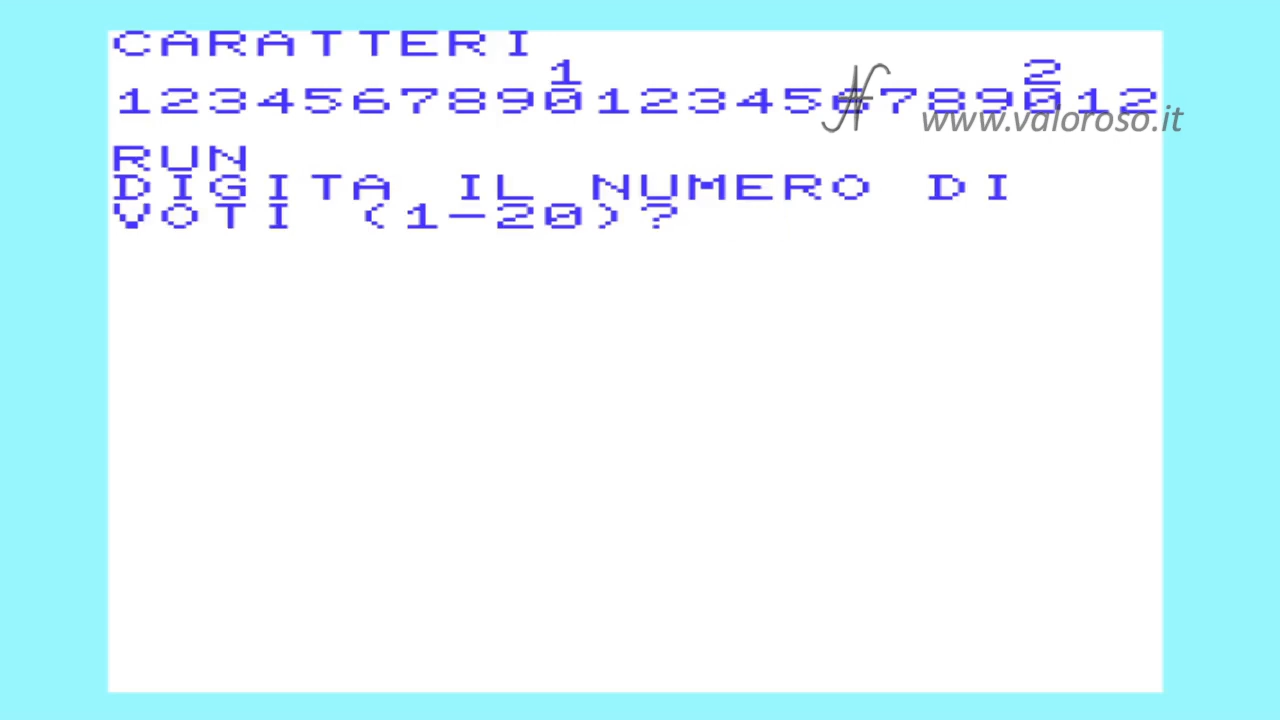 CARATTERI
1 2
1234567890123456789012
www.valoroso.it
RUN
DIGITA IL NUMERO DI
VOTI (1-20)?